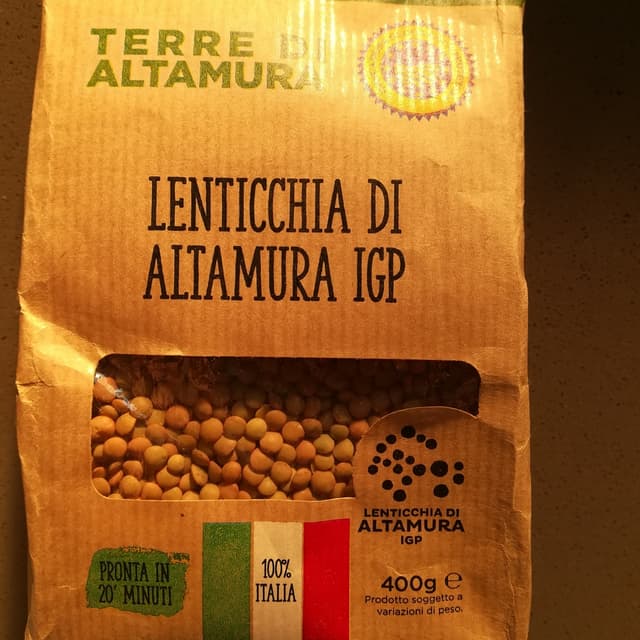 TERRE DI
ALTAMURA
LENTICCHIA DI
ALTAMURA IGP
LENTICCHIA DI
ALTAMURA
IGP
PRONTA IN
20' MINUTI
100%
ITALIA
400g e
Prodotto soggetto a
variazioni di peso.